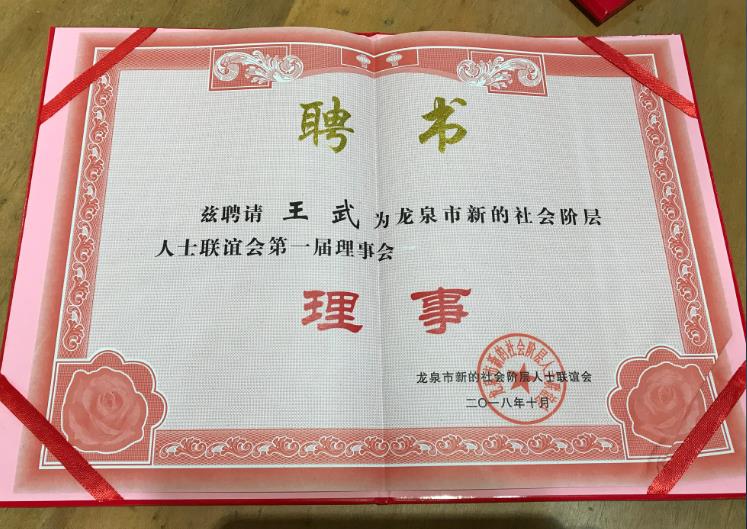 聘书
兹聘请 王武 为龙泉市新的社会阶层
人士联谊会第一届理事会
理事
龙泉市新的社会阶层人士联谊会
二〇一八年十月